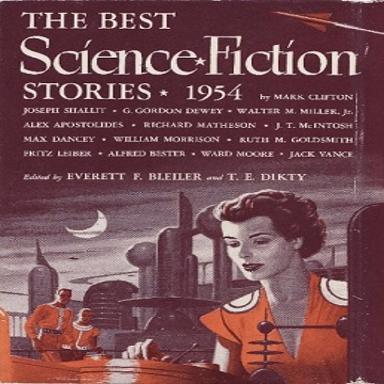 THE BEST
Science★Fiction
STORIES ★ 1954 by MARK CLIFTON
JOSEPH SHALLIT · G. GORDON DEWEY · WALTER M. MILLER, Jr.
ALEX APOSTOLIDES · RICHARD MATHESON · J. T. McINTOSH
MAX DANCEY · WILLIAM MORRISON · RUTH M. GOLDSMITH
FRITZ LEIBER · ALFRED BESTER · WARD MOORE · JACK VANCE
Edited by EVERETT F. BLEILER and T. E. DIKTY